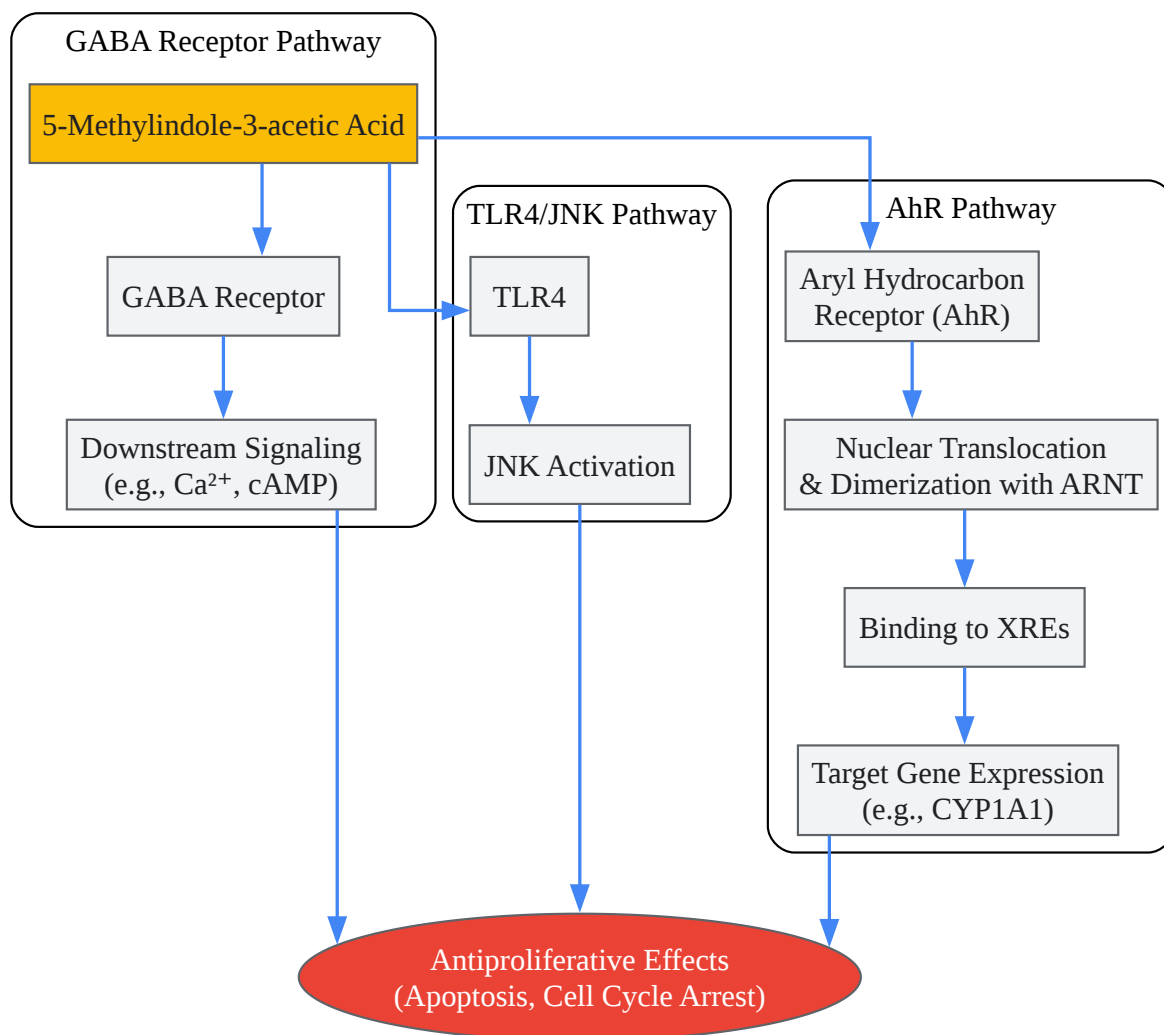 GABA Receptor Pathway
5-Methylindole-3-acetic Acid
GABA Receptor
Downstream Signaling
(e.g., Ca²⁺, cAMP)
TLR4/JNK Pathway
TLR4
JNK Activation
AhR Pathway
Aryl Hydrocarbon
Receptor (AhR)
Nuclear Translocation
& Dimerization with ARNT
Binding to XREs
Target Gene Expression
(e.g., CYP1A1)
Antiproliferative Effects
(Apoptosis, Cell Cycle Arrest)